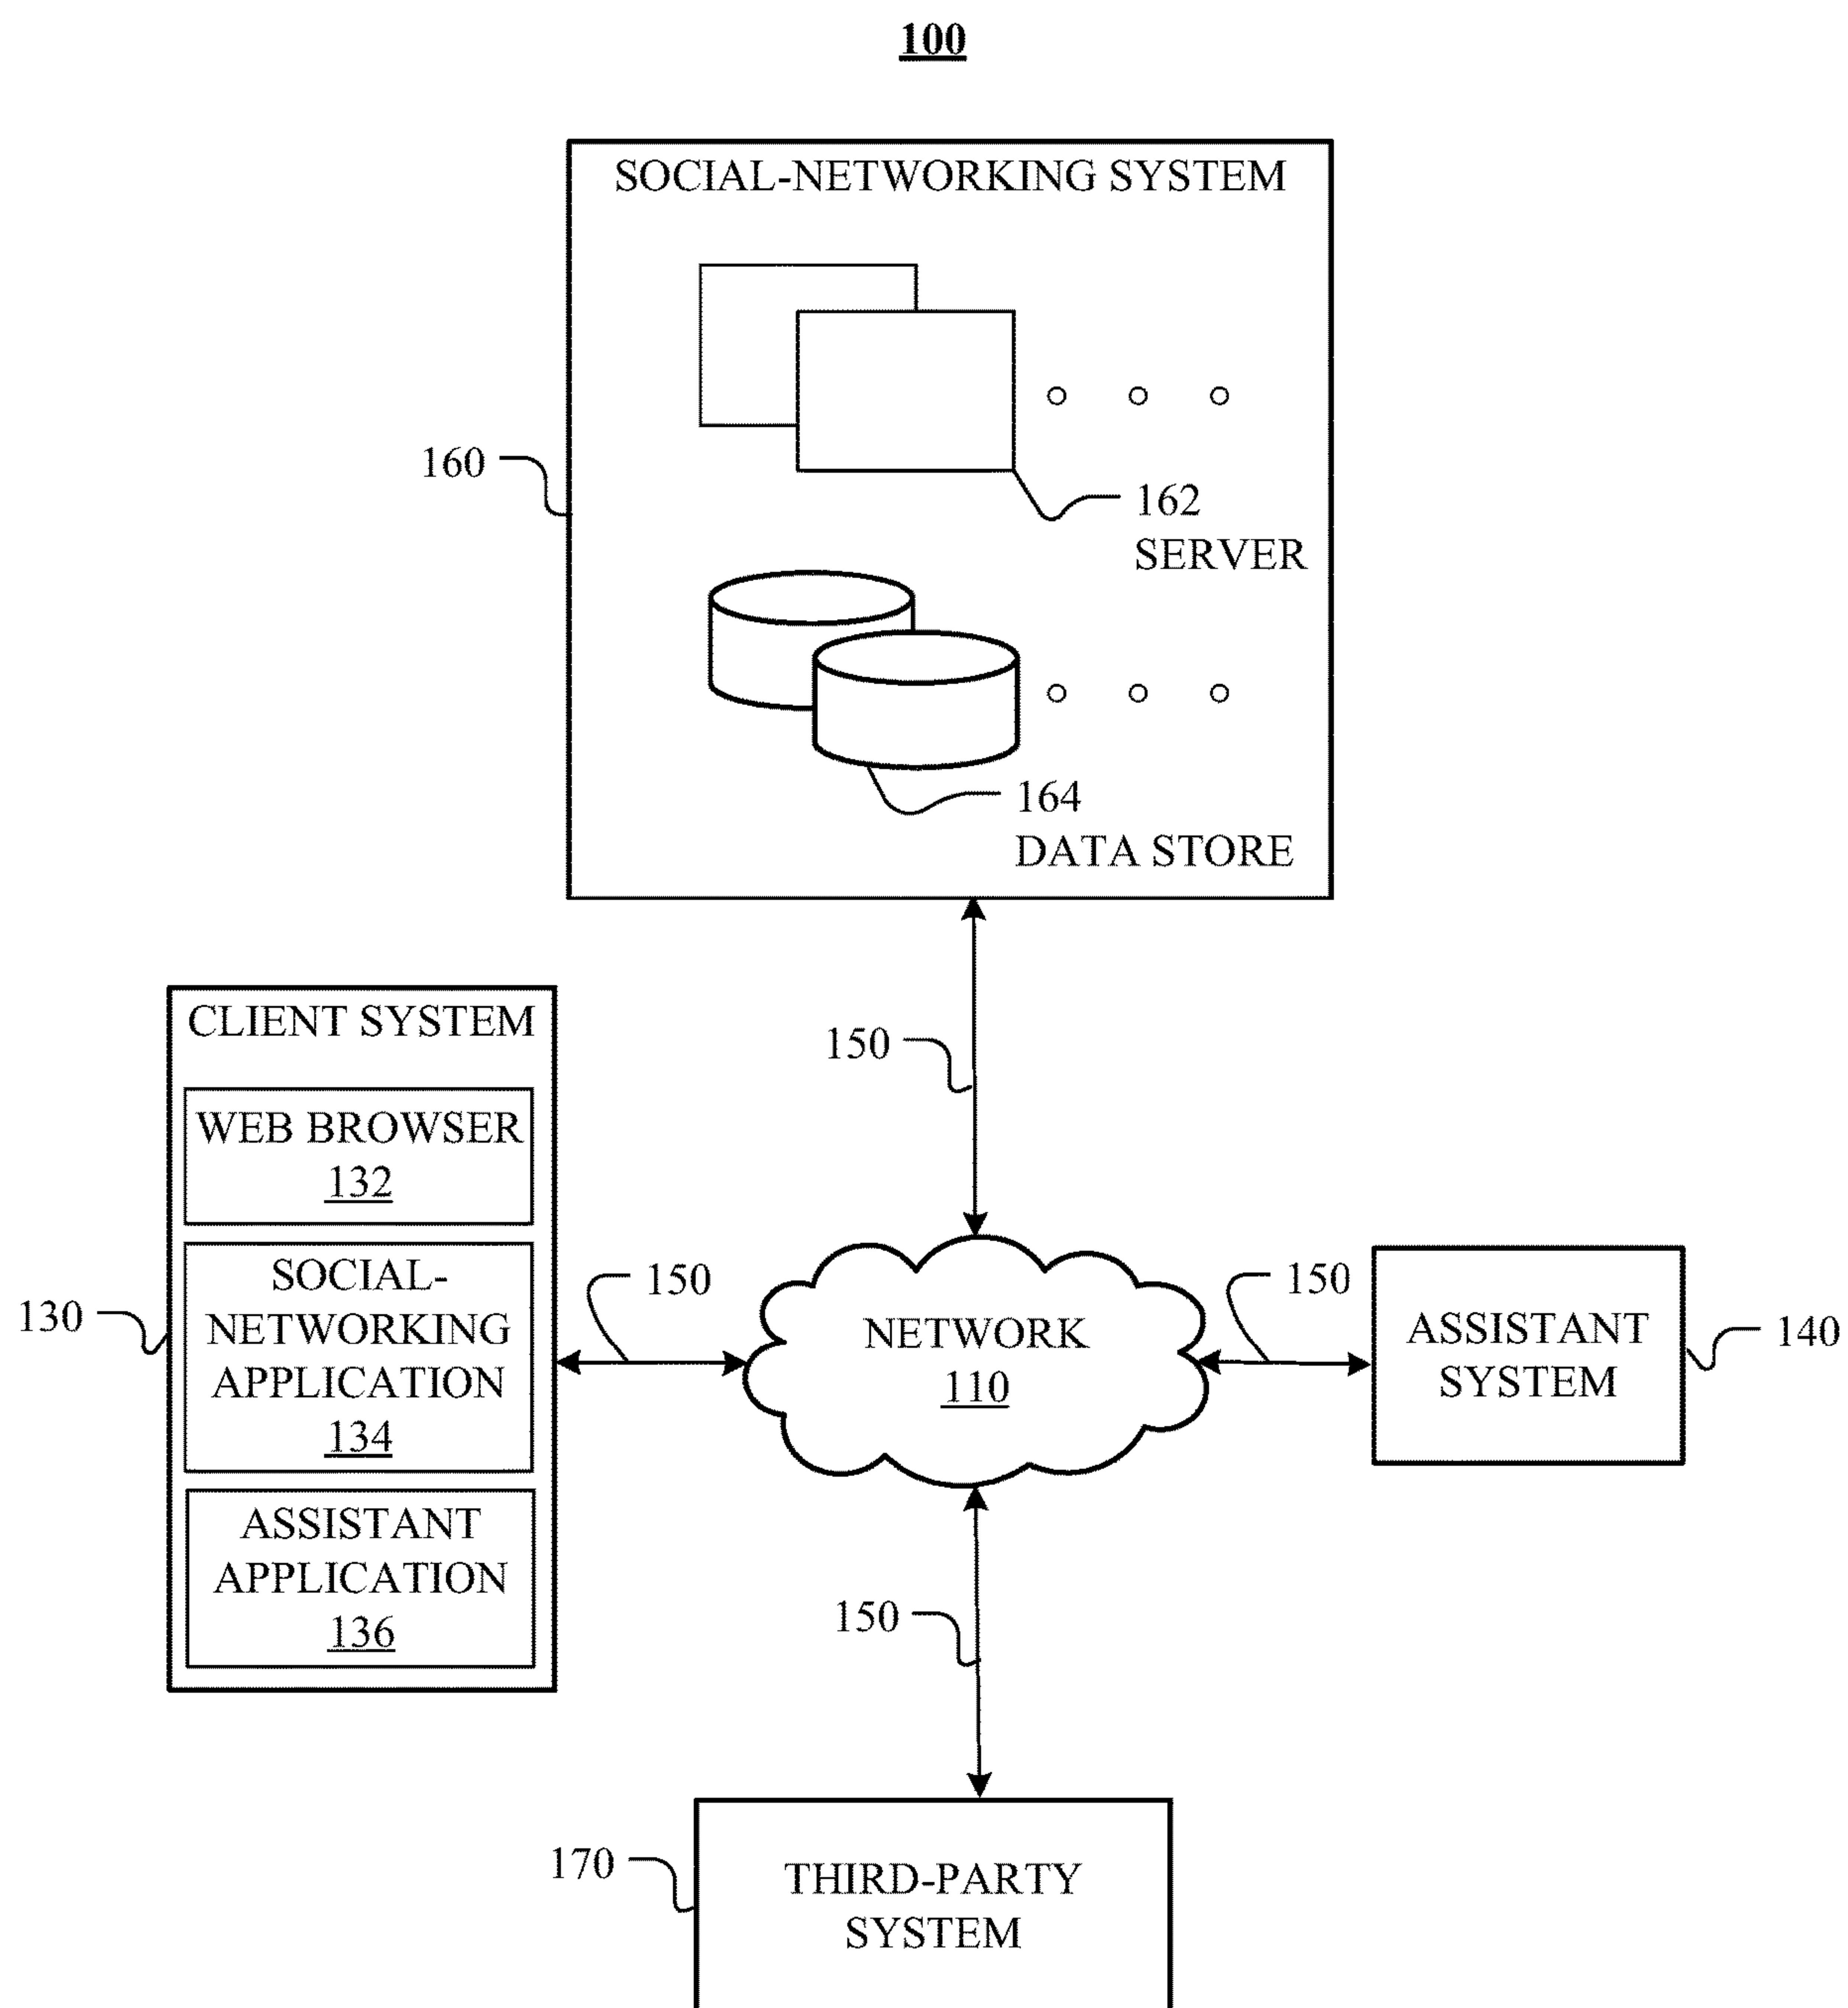 100
SOCIAL-NETWORKING SYSTEM
160
162
SERVER
164
DATA STORE
CLIENT SYSTEM
150
WEB BROWSER
132
SOCIAL-
NETWORKING
APPLICATION
134
130
150
NETWORK
110
150
ASSISTANT
SYSTEM
140
ASSISTANT
APPLICATION
136
150
170
THIRD-PARTY
SYSTEM